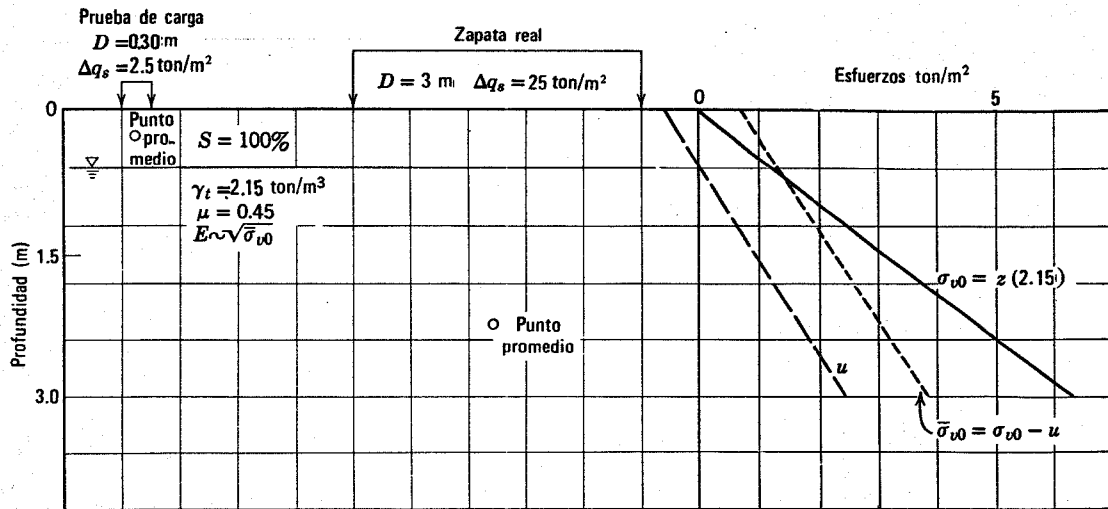 Prueba de carga
D = 0.30 m
Δq_s = 2.5 ton/m²
Zapata real
D = 3 m Δq_s = 25 ton/m²
Esfuerzos ton/m²
0
0
5
Punto
pro-
medio
S = 100%
γ_t = 2.15 ton/m³
μ = 0.45
E ~ √σ̅_v0
Profundidad (m)
1.5
3.0
Punto
promedio
u
σ_v0 = z (2.15)
σ̅_v0 = σ_v0 − u